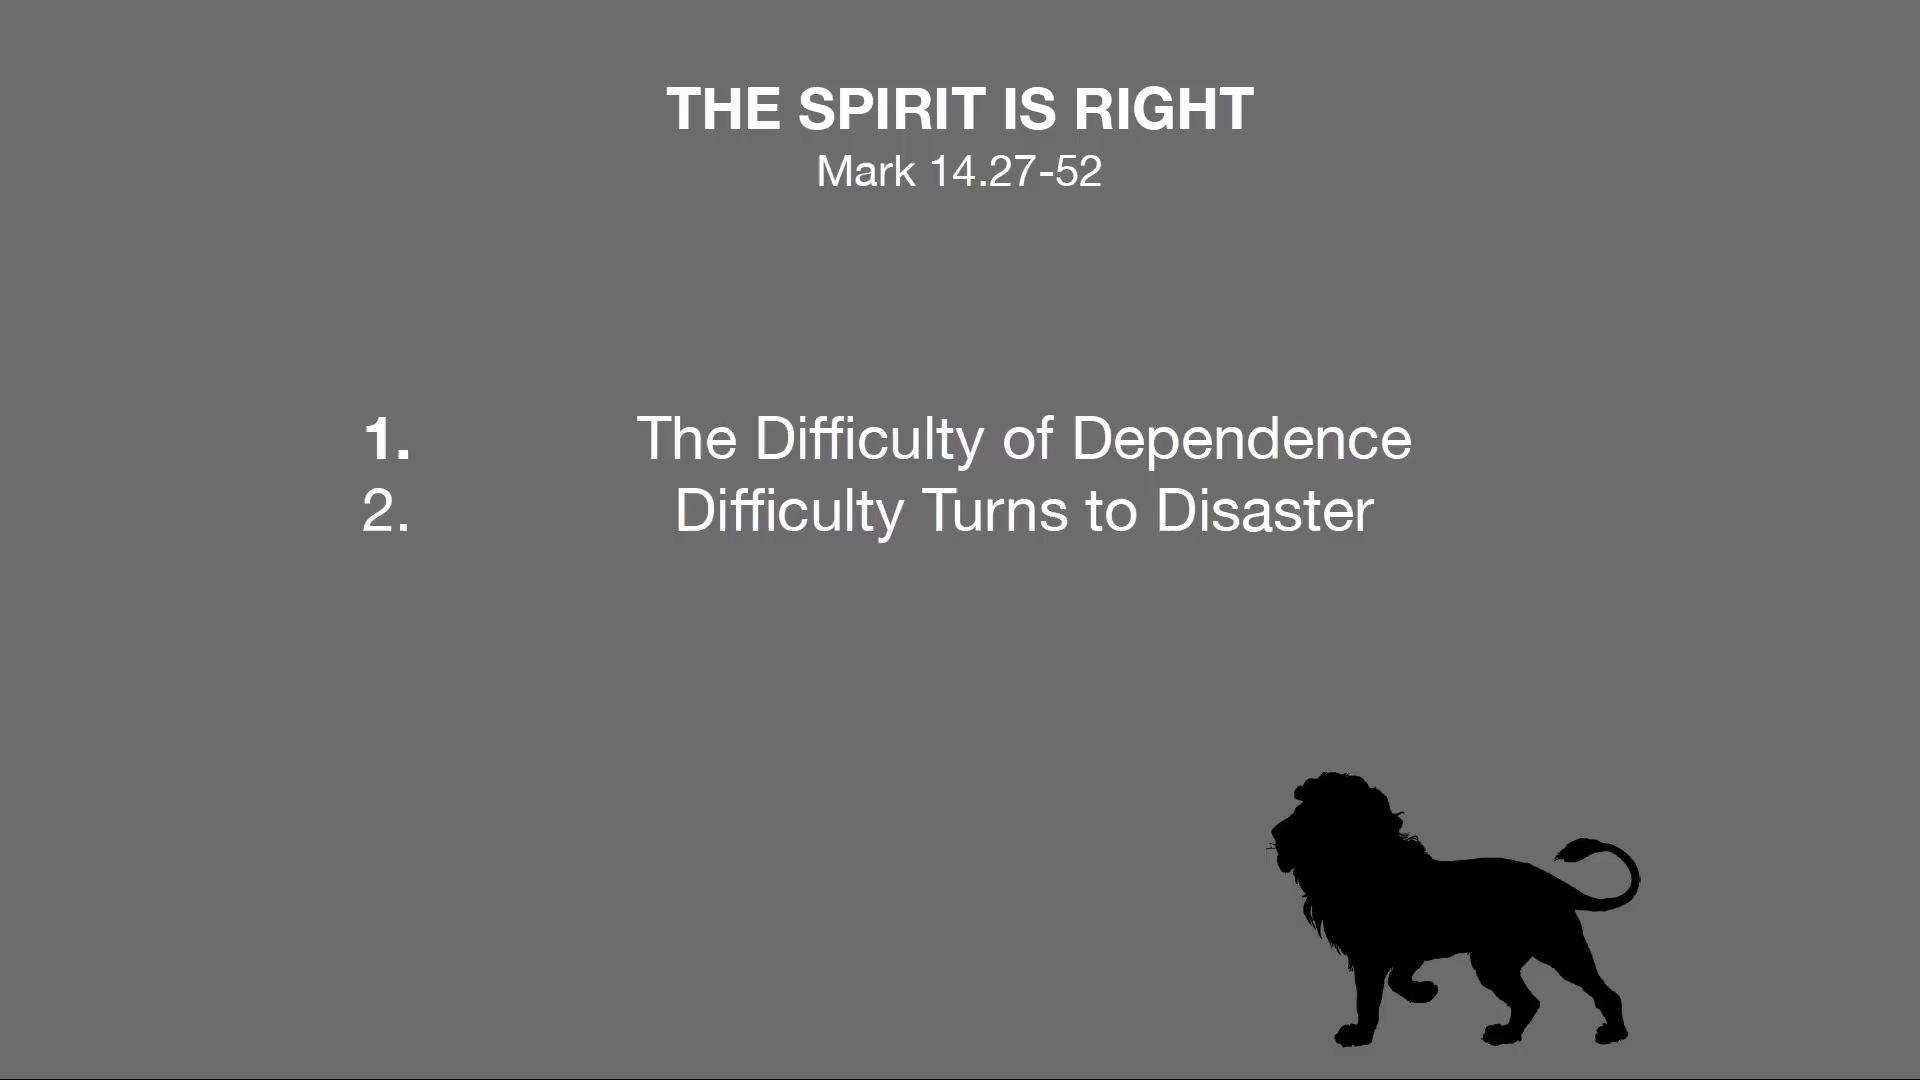 THE SPIRIT IS RIGHT
Mark 14.27-52
1. The Difficulty of Dependence
2. Difficulty Turns to Disaster